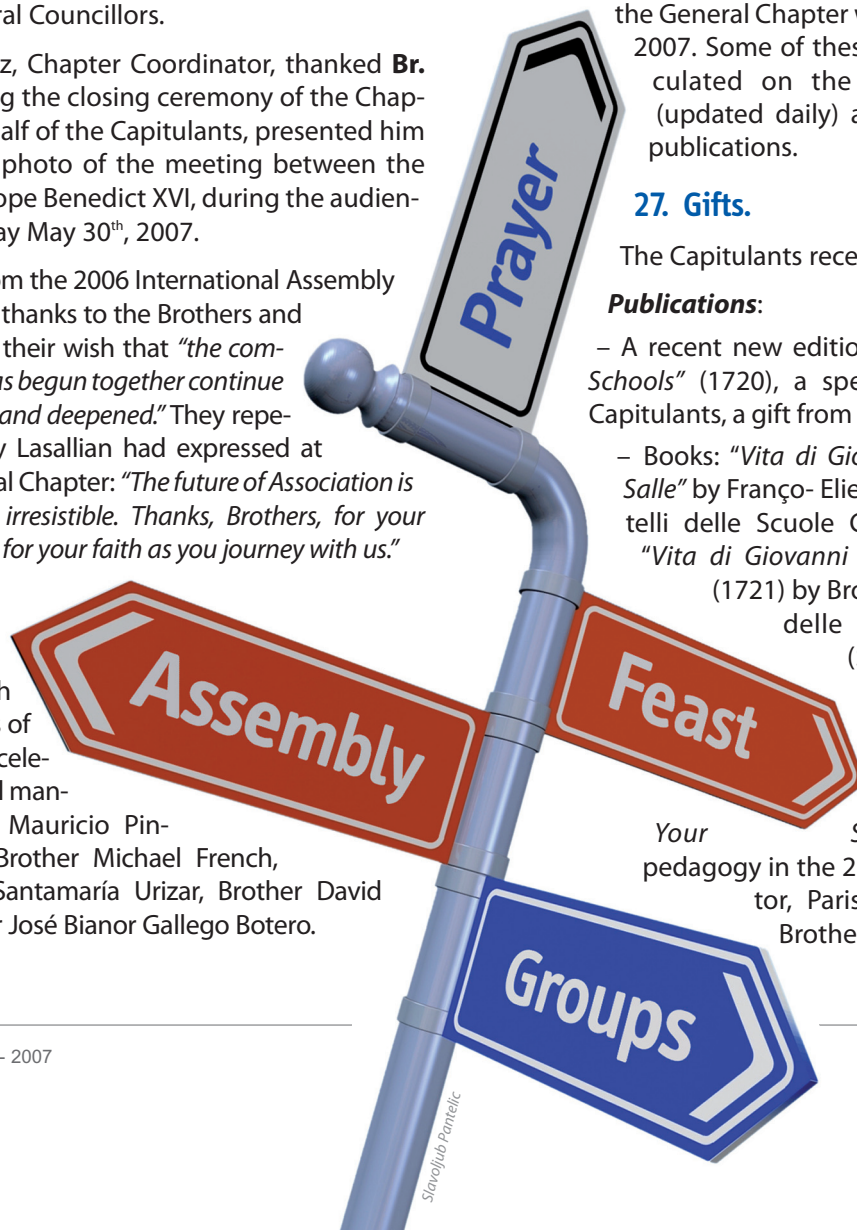 ral Councillors.
z, Chapter Coordinator, thanked Br.
g the closing ceremony of the Chap-
alf of the Capitulants, presented him
photo of the meeting between the
ope Benedict XVI, during the audien-
ay May 30th, 2007.
om the 2006 International Assembly
thanks to the Brothers and
their wish that “the com-
as begun together continue
and deepened.” They repe-
y Lasallian had expressed at
al Chapter: “The future of Association is
irresistible. Thanks, Brothers, for your
for your faith as you journey with us.”
h
s of
cele-
l man-
Mauricio Pin-
Brother Michael French,
Santamaría Urizar, Brother David
r José Bianor Gallego Botero.
- 2007
Prayer
Assembly
Feast
Groups
Slavoljub Pantelic
the General Chapter w
2007. Some of thes
culated on the
(updated daily) a
publications.
27. Gifts.
The Capitulants rece
Publications:
– A recent new editio
Schools” (1720), a spe
Capitulants, a gift from
– Books: “Vita di Gio
Salle” by Franço- Elie
telli delle Scuole C
“Vita di Giovanni
(1721) by Bro
delle
Your S
pedagogy in the 2
tor, Paris
Brothe